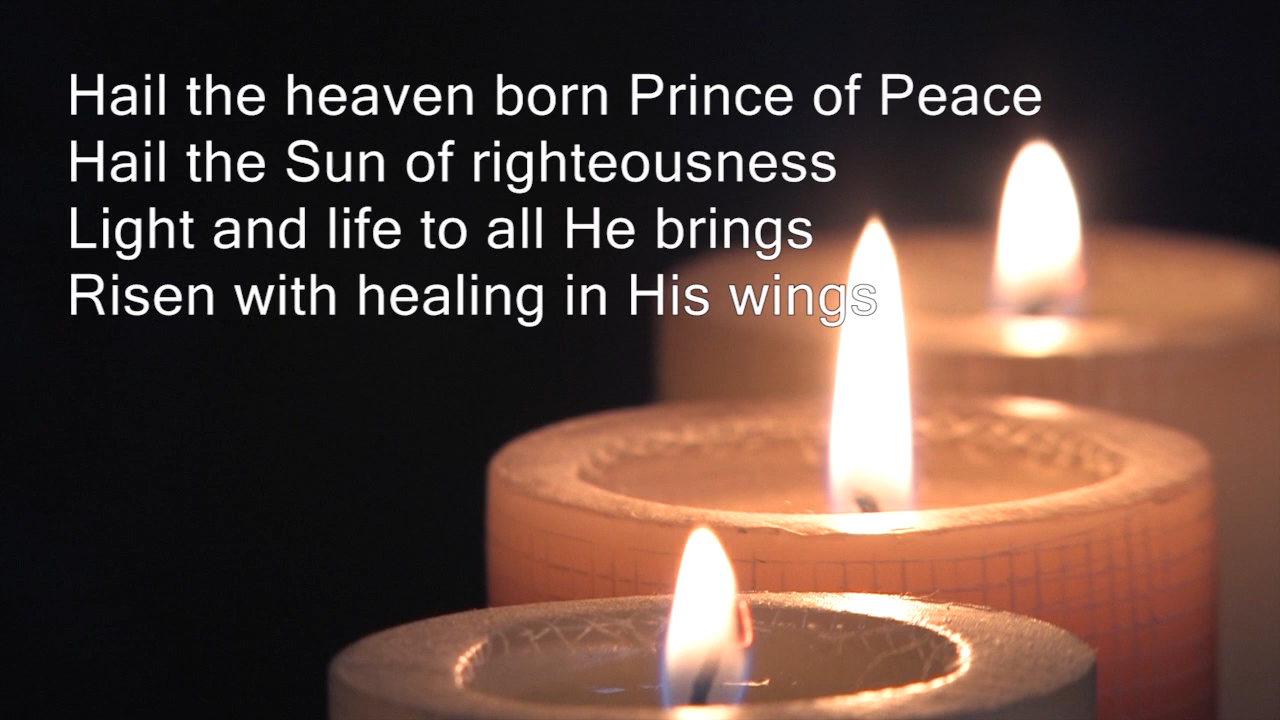 Hail the heaven born Prince of Peace
Hail the Sun of righteousness
Light and life to all He brings
Risen with healing in His wings